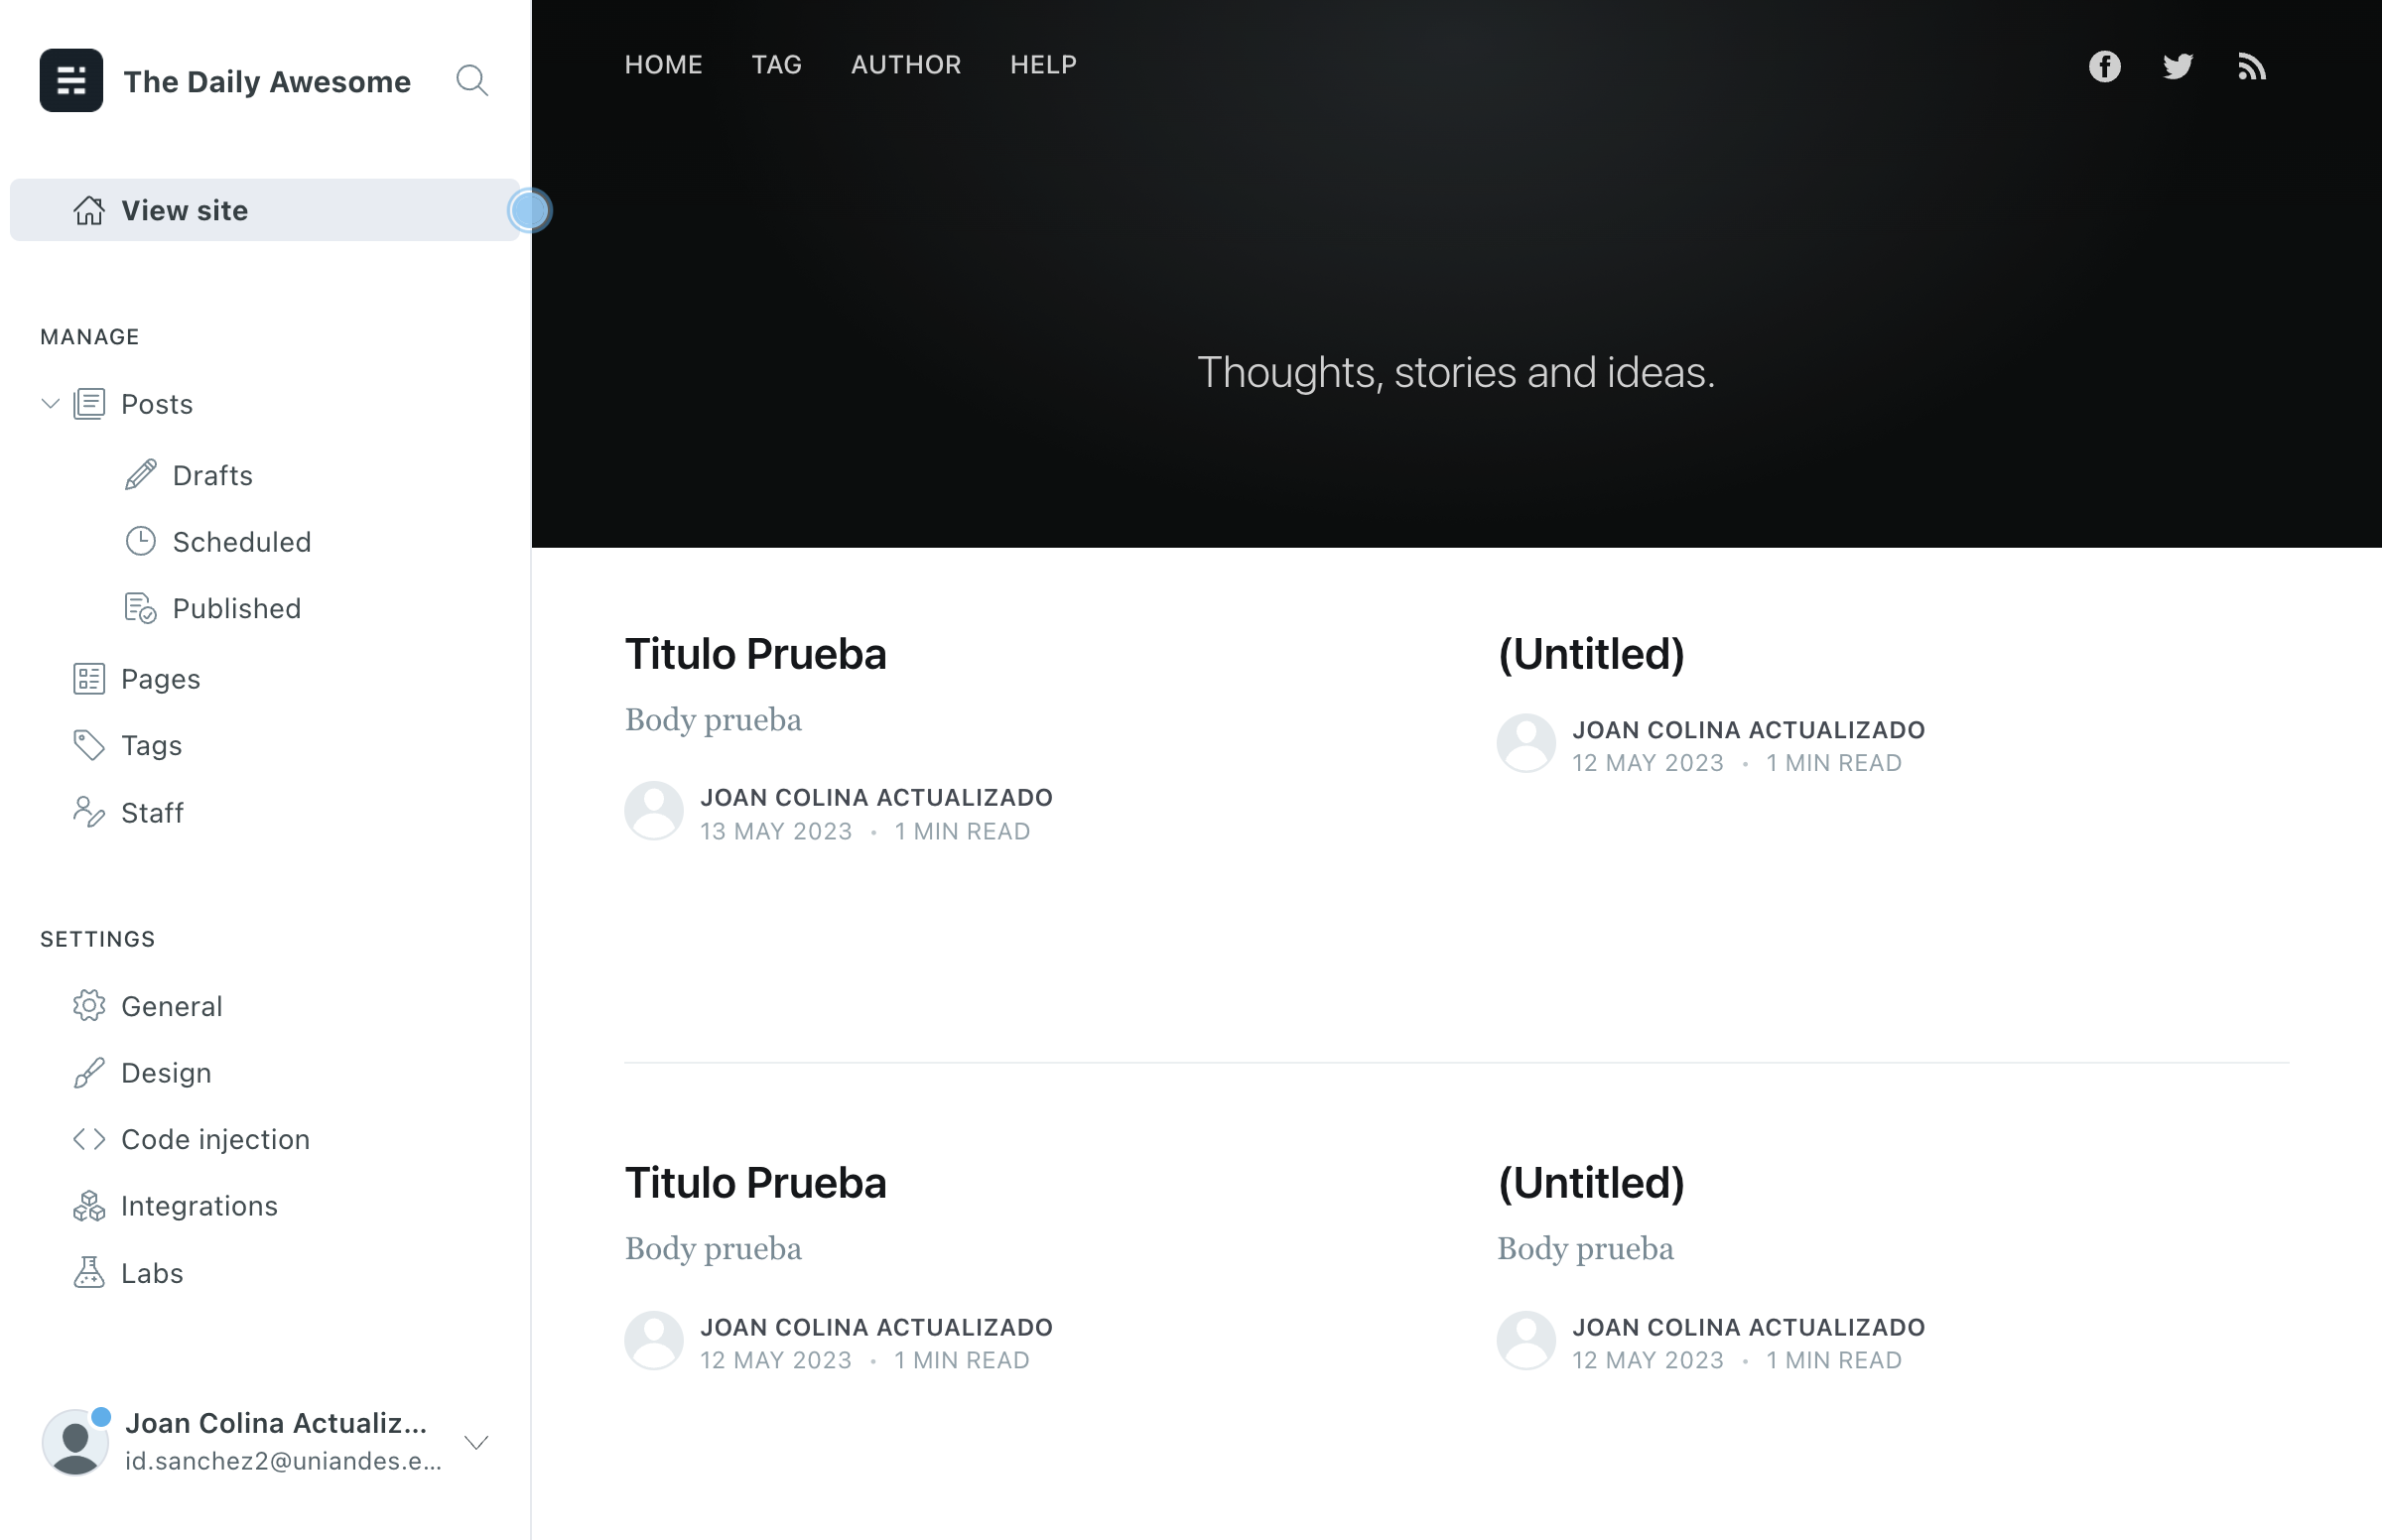 The Daily Awesome
View site
MANAGE
Posts
Drafts
Scheduled
Published
Pages
Tags
Staff
SETTINGS
General
Design
Code injection
Integrations
Labs
Joan Colina Actualiz...
id.sanchez2@uniandes.e...
HOME TAG AUTHOR HELP
Thoughts, stories and ideas.
Titulo Prueba
Body prueba
JOAN COLINA ACTUALIZADO
13 MAY 2023 • 1 MIN READ
(Untitled)
JOAN COLINA ACTUALIZADO
12 MAY 2023 • 1 MIN READ
Titulo Prueba
Body prueba
JOAN COLINA ACTUALIZADO
12 MAY 2023 • 1 MIN READ
(Untitled)
Body prueba
JOAN COLINA ACTUALIZADO
12 MAY 2023 • 1 MIN READ